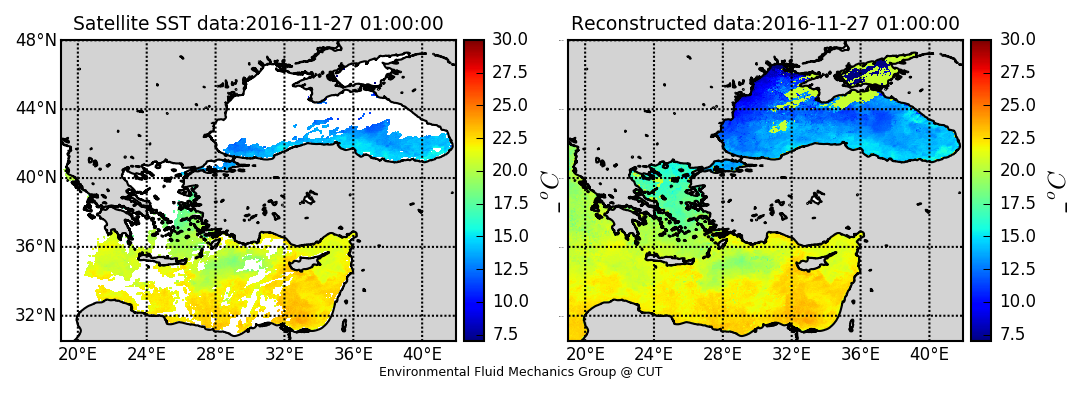 Satellite SST data:2016-11-27 01:00:00
48°N
44°N
40°N
36°N
32°N
20°E 24°E 28°E 32°E 36°E 40°E
30.0
27.5
25.0
22.5
20.0
17.5
15.0
12.5
10.0
7.5
_°C
Reconstructed data:2016-11-27 01:00:00
20°E 24°E 28°E 32°E 36°E 40°E
30.0
27.5
25.0
22.5
20.0
17.5
15.0
12.5
10.0
7.5
_°C
Environmental Fluid Mechanics Group @ CUT